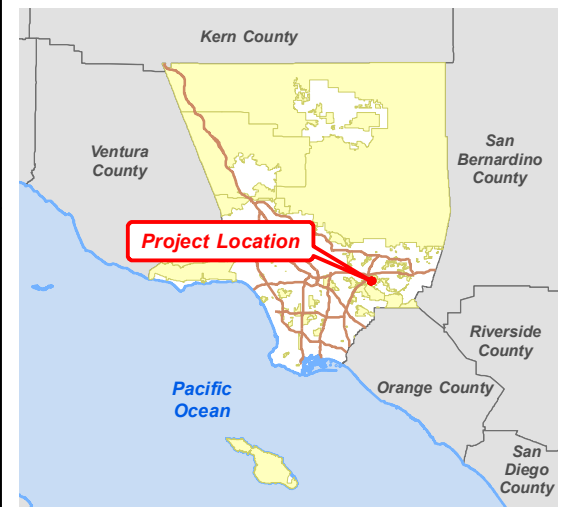 Kern County
Ventura
County
San
Bernardino
County
Project Location
Riverside
County
Pacific
Ocean
Orange County
San
Diego
County